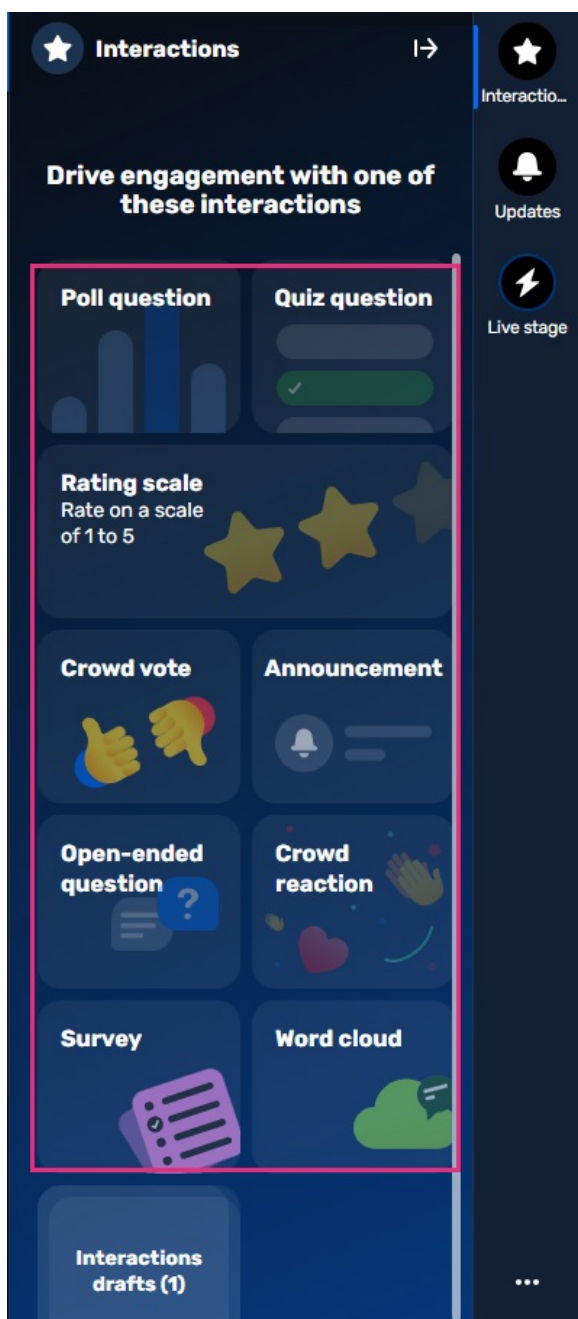 Interactions
Interactio...
Drive engagement with one of
these interactions
Updates
Live stage
Poll question
Quiz question
Rating scale
Rate on a scale
of 1 to 5
Crowd vote
Announcement
Open-ended
question
?
Crowd
reaction
Survey
Word cloud
Interactions
drafts (1)